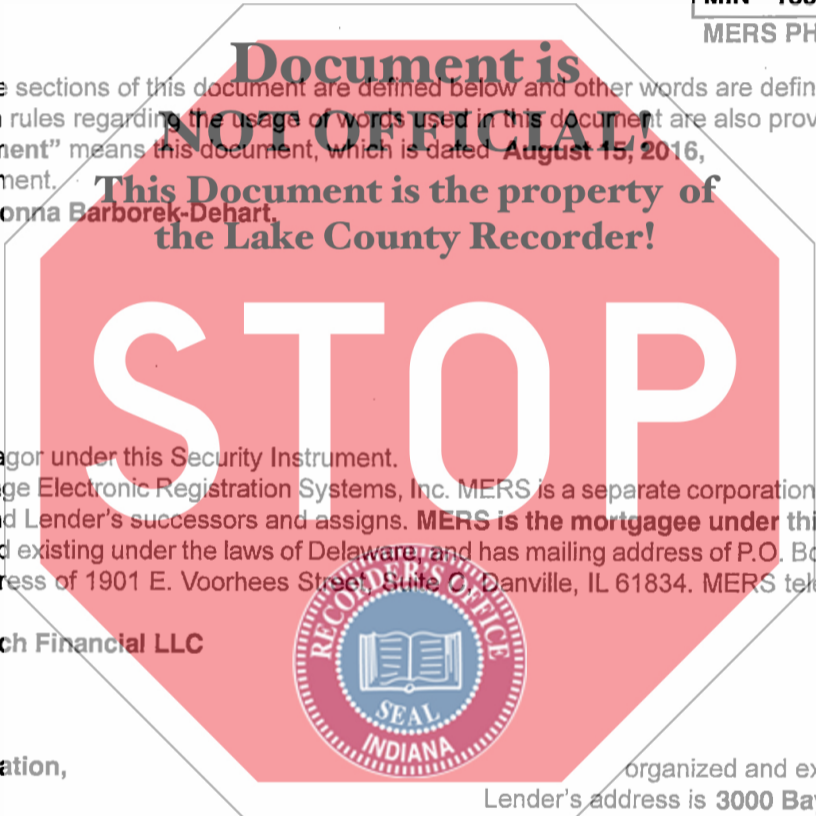 MERS PH
Document is
e sections of this document are defined below and other words are defin
rules regarding the usage of words used in this document are also prov
NOT OFFICIAL!
ment" means this document, which is dated August 15, 2016,
ment.
This Document is the property of
onna Barborek-Dehart.
the Lake County Recorder!
STOP
agor under this Security Instrument.
ge Electronic Registration Systems, Inc. MERS is a separate corporation
d Lender's successors and assigns. MERS is the mortgagee under thi
d existing under the laws of Delaware, and has mailing address of P.O. Bo
ress of 1901 E. Voorhees Street, Suite C, Danville, IL 61834. MERS tele
RECORDER'S OFFICE
ch Financial LLC
SEAL
INDIANA
ation,
organized and ex
Lender's address is 3000 Bay